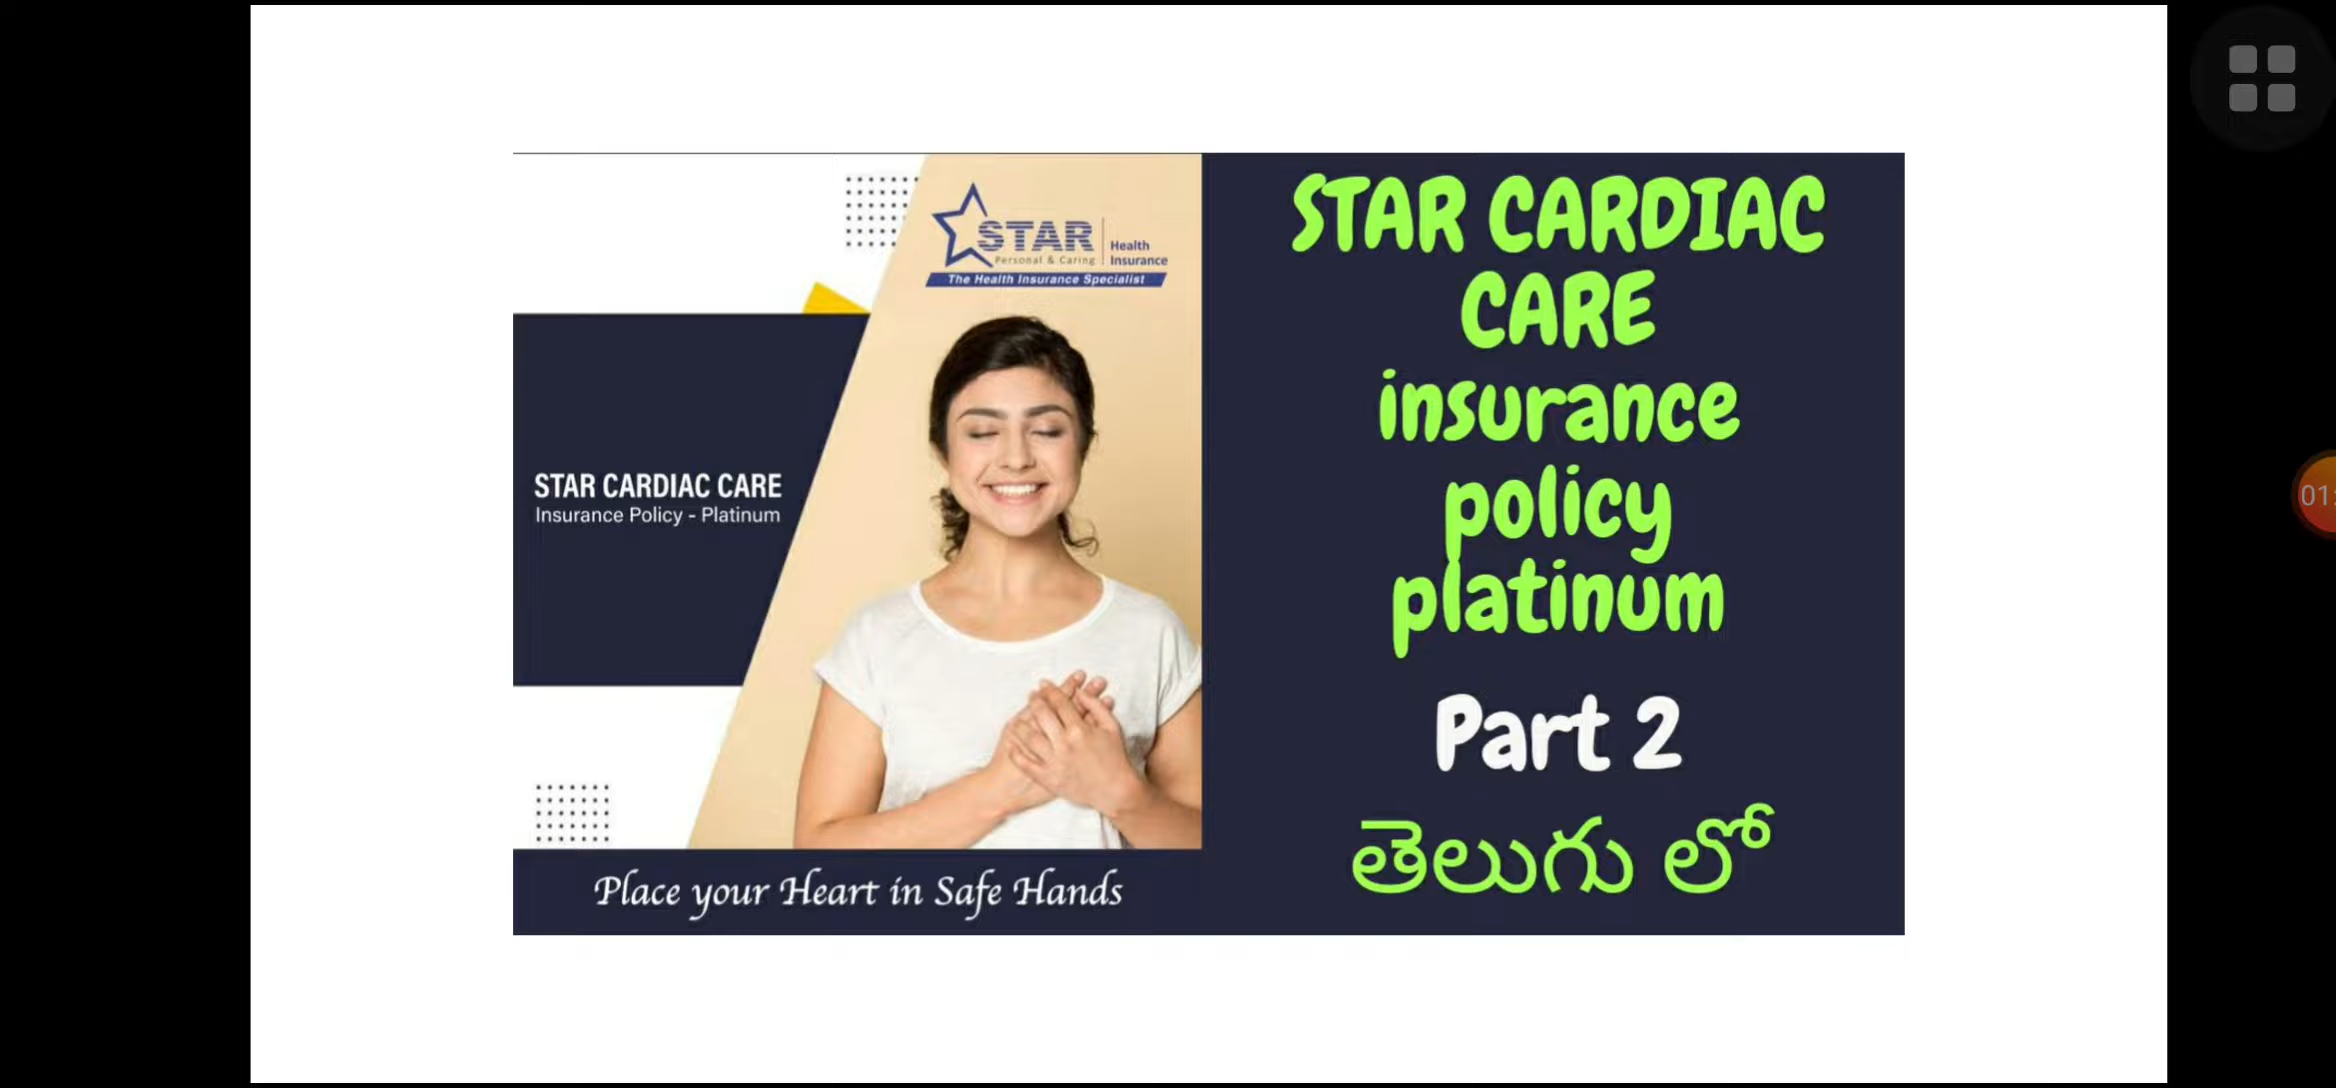 STAR
Personal & Caring
Health
Insurance
The Health Insurance Specialist
STAR CARDIAC CARE
Insurance Policy - Platinum
Place your Heart in Safe Hands
STAR CARDIAC
CARE
insurance
policy
platinum
Part 2
తెలుగు లో
01: